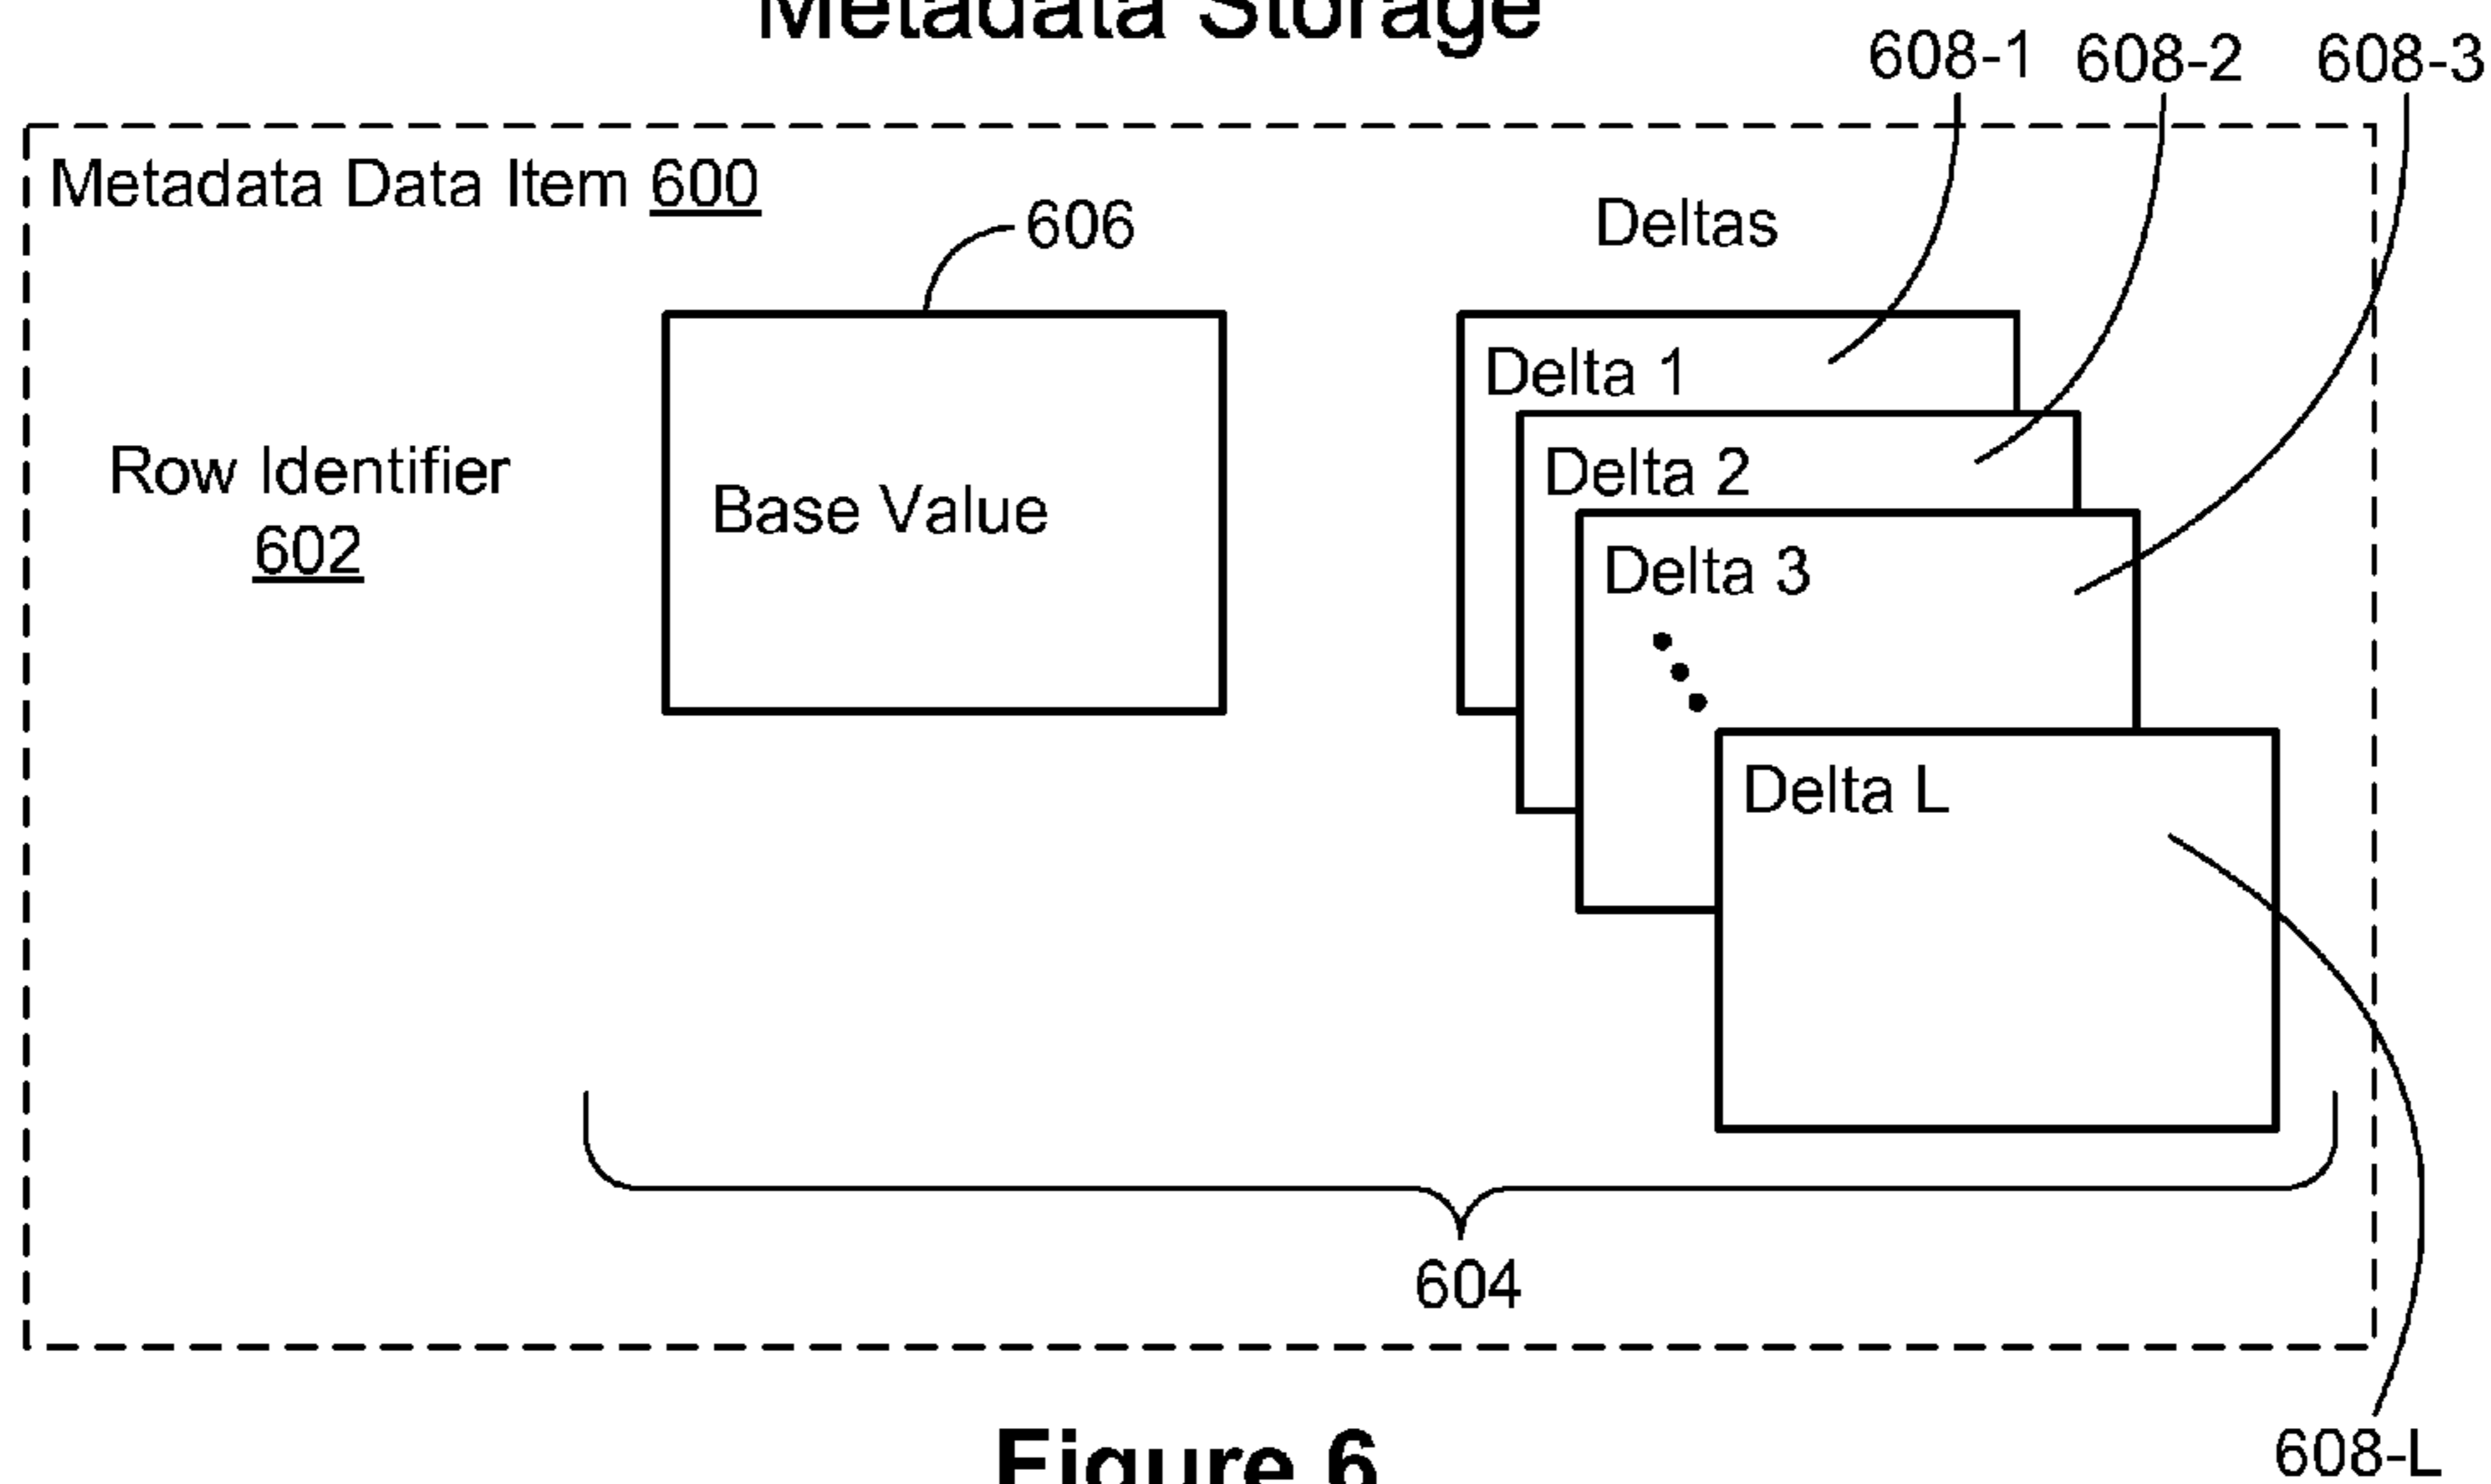 Metadata Storage
608-1 608-2 608-3
Metadata Data Item 600
606
Deltas
Row Identifier
602
Base Value
Delta 1
Delta 2
Delta 3
Delta L
604
608-L
Figure 6